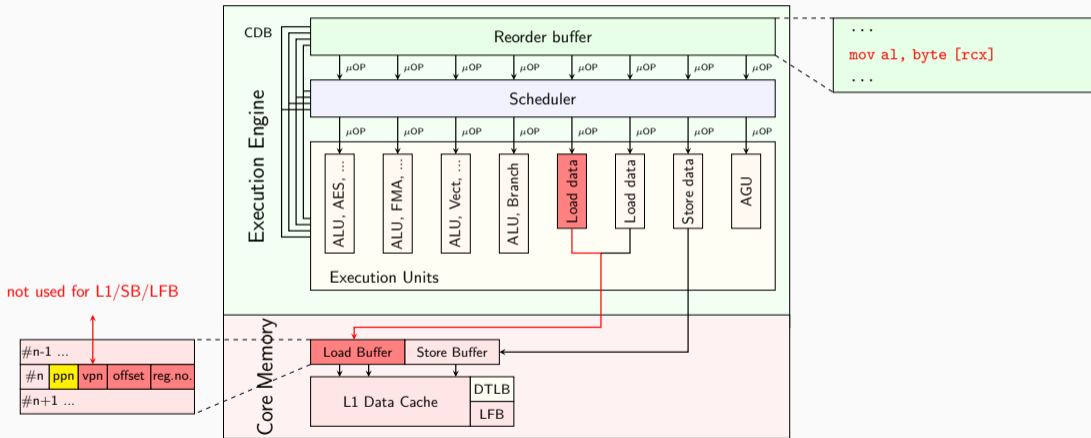 CDB
Reorder buffer
...
mov al, byte [rcx]
...
μOP μOP μOP μOP μOP μOP μOP μOP
Scheduler
μOP μOP μOP μOP μOP μOP μOP μOP
Execution Engine
ALU, AES, ...
ALU, FMA, ...
ALU, Vect, ...
ALU, Branch
Load data
Load data
Store data
AGU
Execution Units
not used for L1/SB/LFB
#n-1 ...
#n ppn vpn offset reg.no.
#n+1 ...
Core Memory
Load Buffer Store Buffer
L1 Data Cache
DTLB
LFB